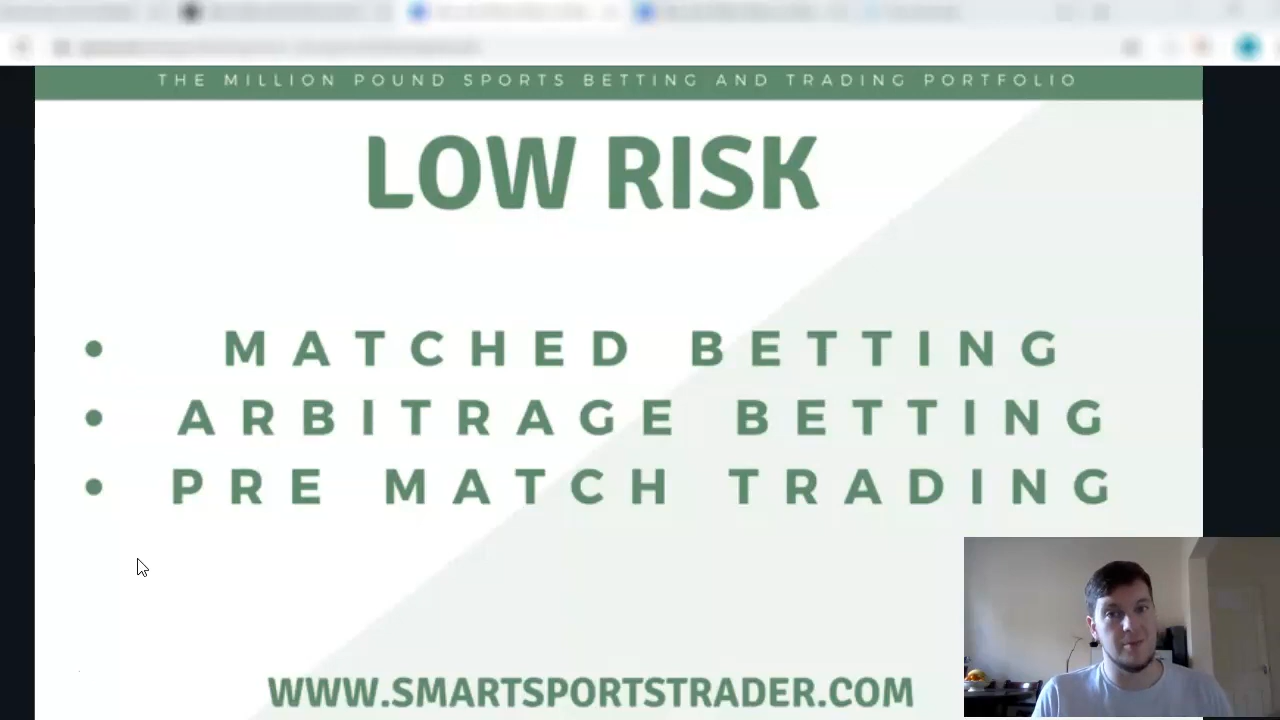 THE MILLION POUND SPORTS BETTING AND TRADING PORTFOLIO
LOW RISK
• MATCHED BETTING
• ARBITRAGE BETTING
• PRE MATCH TRADING
WWW.SMARTSPORTSTRADER.COM